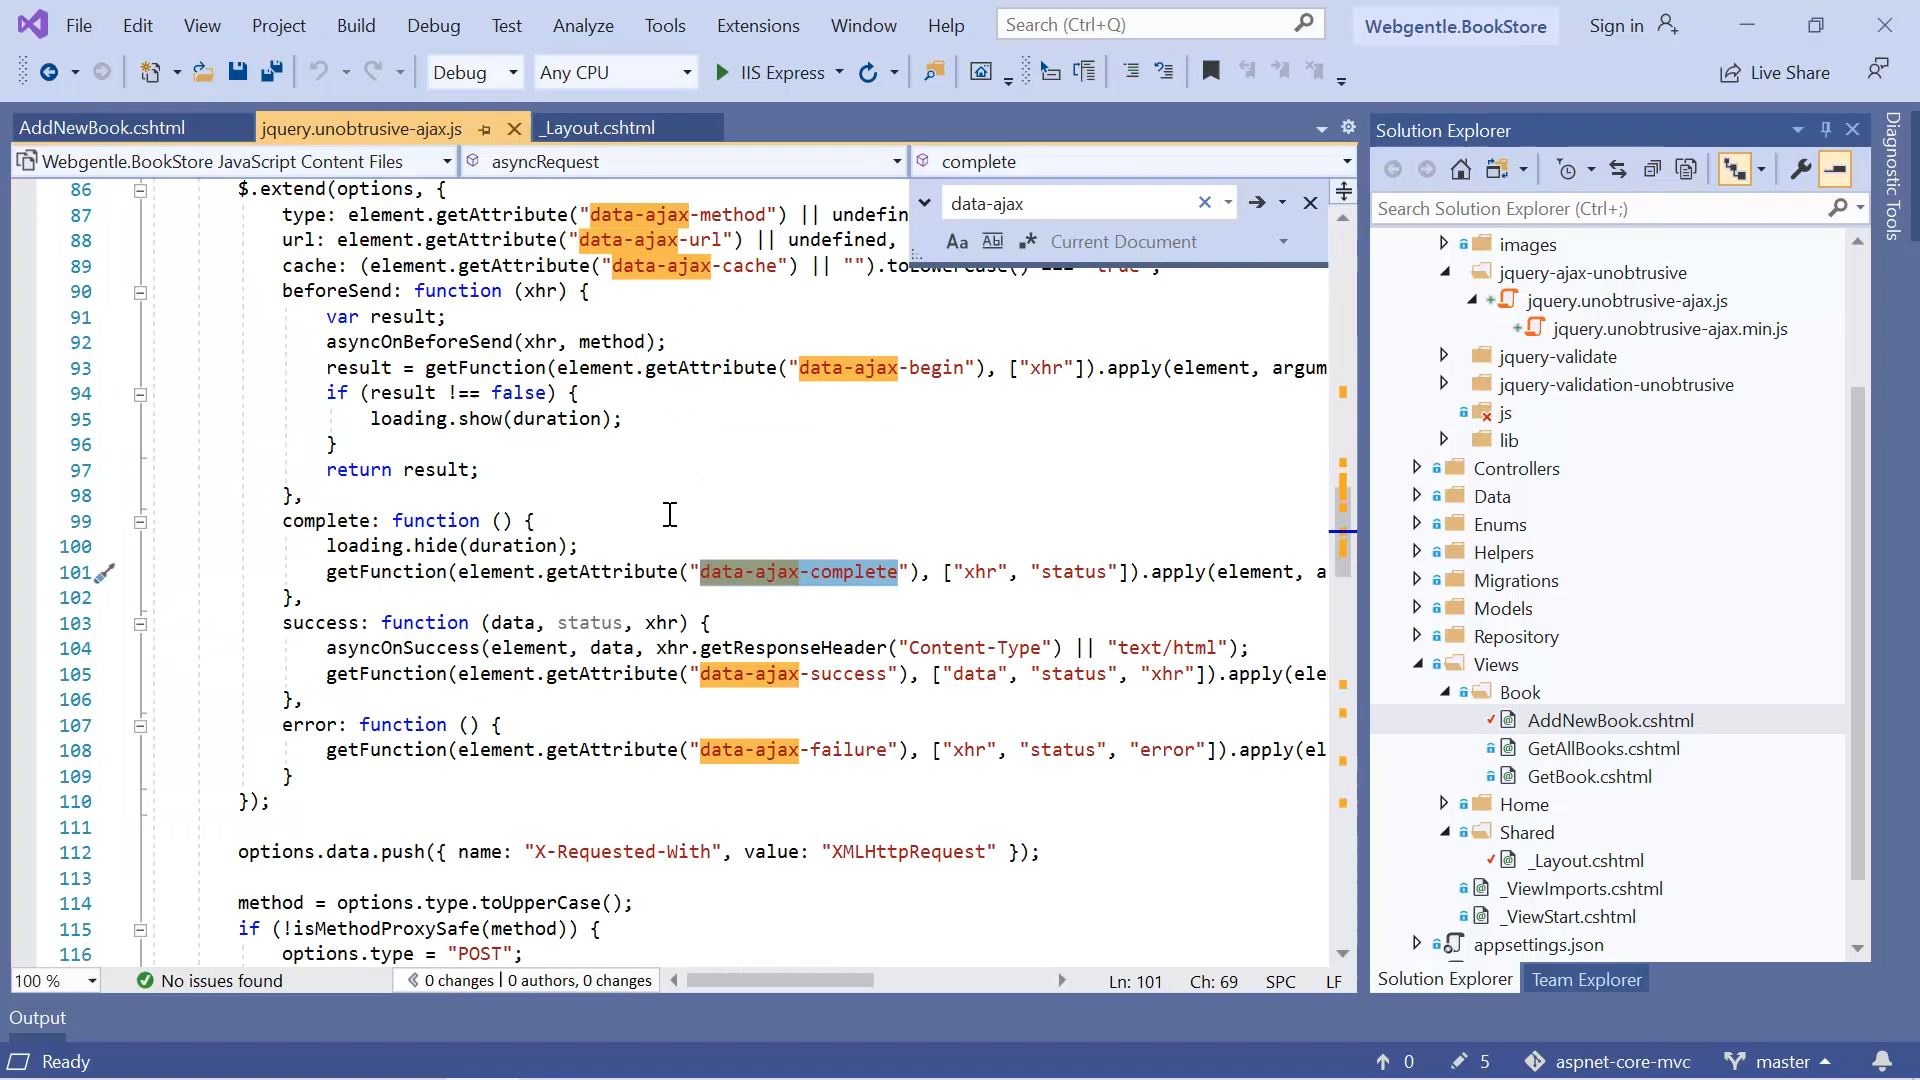 File Edit View Project Build Debug Test Analyze Tools Extensions Window Help Search (Ctrl+Q) Webgentle.BookStore Sign in
Debug Any CPU IIS Express Live Share
AddNewBook.cshtml jquery.unobtrusive-ajax.js _Layout.cshtml
Webgentle.BookStore JavaScript Content Files asyncRequest complete
data-ajax
Aa Abl Current Document
86 $.extend(options, {
87 type: element.getAttribute("data-ajax-method") || undefin
88 url: element.getAttribute("data-ajax-url") || undefined,
89 cache: (element.getAttribute("data-ajax-cache") || "").toLowerCase() === "true",
90 beforeSend: function (xhr) {
91 var result;
92 asyncOnBeforeSend(xhr, method);
93 result = getFunction(element.getAttribute("data-ajax-begin"), ["xhr"]).apply(element, argum
94 if (result !== false) {
95 loading.show(duration);
96 }
97 return result;
98 },
99 complete: function () {
100 loading.hide(duration);
101 getFunction(element.getAttribute("data-ajax-complete"), ["xhr", "status"]).apply(element, a
102 },
103 success: function (data, status, xhr) {
104 asyncOnSuccess(element, data, xhr.getResponseHeader("Content-Type") || "text/html");
105 getFunction(element.getAttribute("data-ajax-success"), ["data", "status", "xhr"]).apply(ele
106 },
107 error: function () {
108 getFunction(element.getAttribute("data-ajax-failure"), ["xhr", "status", "error"]).apply(el
109 }
110 });
111
112 options.data.push({ name: "X-Requested-With", value: "XMLHttpRequest" });
113
114 method = options.type.toUpperCase();
115 if (!isMethodProxySafe(method)) {
116 options.type = "POST";
100 % No issues found 0 changes | 0 authors, 0 changes Ln: 101 Ch: 69 SPC LF
Solution Explorer
Search Solution Explorer (Ctrl+;)
images
jquery-ajax-unobtrusive
jquery.unobtrusive-ajax.js
jquery.unobtrusive-ajax.min.js
jquery-validate
jquery-validation-unobtrusive
js
lib
Controllers
Data
Enums
Helpers
Migrations
Models
Repository
Views
Book
AddNewBook.cshtml
GetAllBooks.cshtml
GetBook.cshtml
Home
Shared
_Layout.cshtml
_ViewImports.cshtml
_ViewStart.cshtml
appsettings.json
Solution Explorer Team Explorer
Diagnostic Tools
Output
Ready 0 5 aspnet-core-mvc master